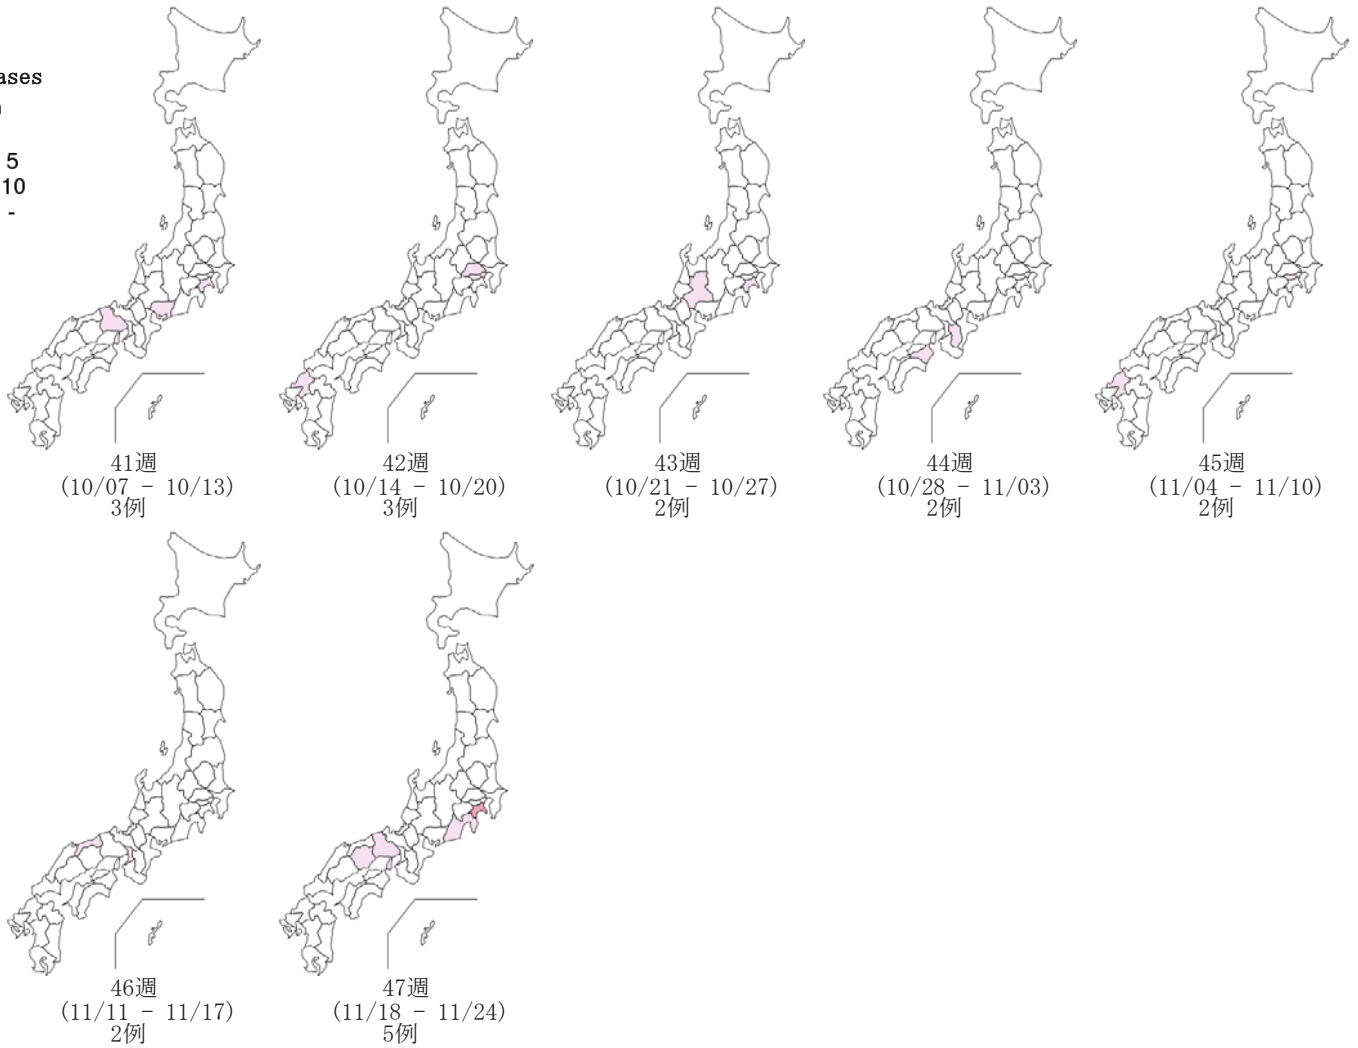 5
10
-
41週
(10/07 - 10/13)
3例
42週
(10/14 - 10/20)
3例
43週
(10/21 - 10/27)
2例
44週
(10/28 - 11/03)
2例
45週
(11/04 - 11/10)
2例
46週
(11/11 - 11/17)
2例
47週
(11/18 - 11/24)
5例